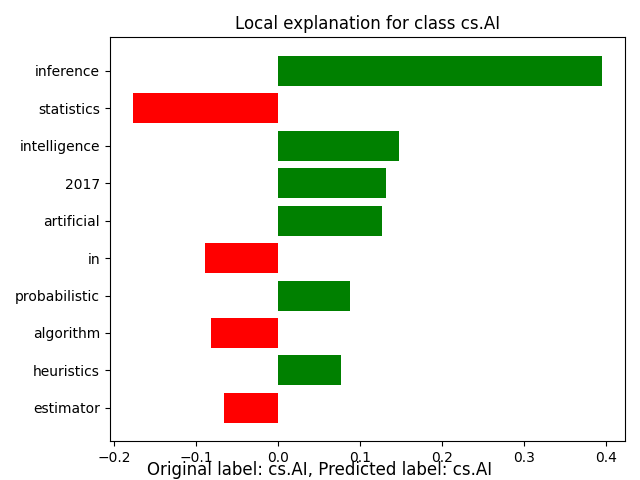 Local explanation for class cs.AI
inference
statistics
intelligence
2017
artificial
in
probabilistic
algorithm
heuristics
estimator
−0.2 −0.1 0.0 0.1 0.2 0.3 0.4
Original label: cs.AI, Predicted label: cs.AI